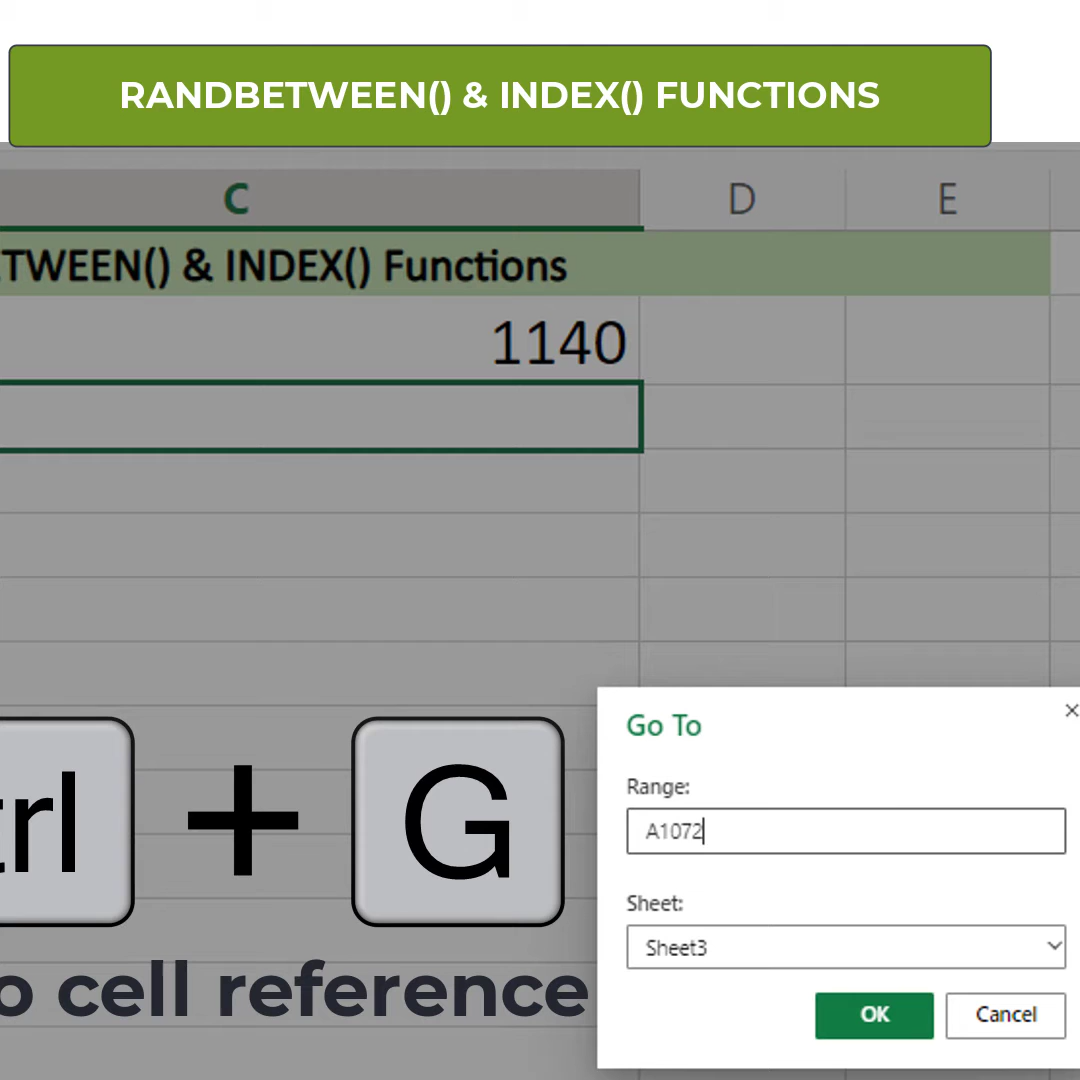 RANDBETWEEN() & INDEX() FUNCTIONS
C D E
TWEEN() & INDEX() Functions
1140
Go To
Range:
A1072
Sheet:
Sheet3
OK Cancel
trl + G
o cell reference